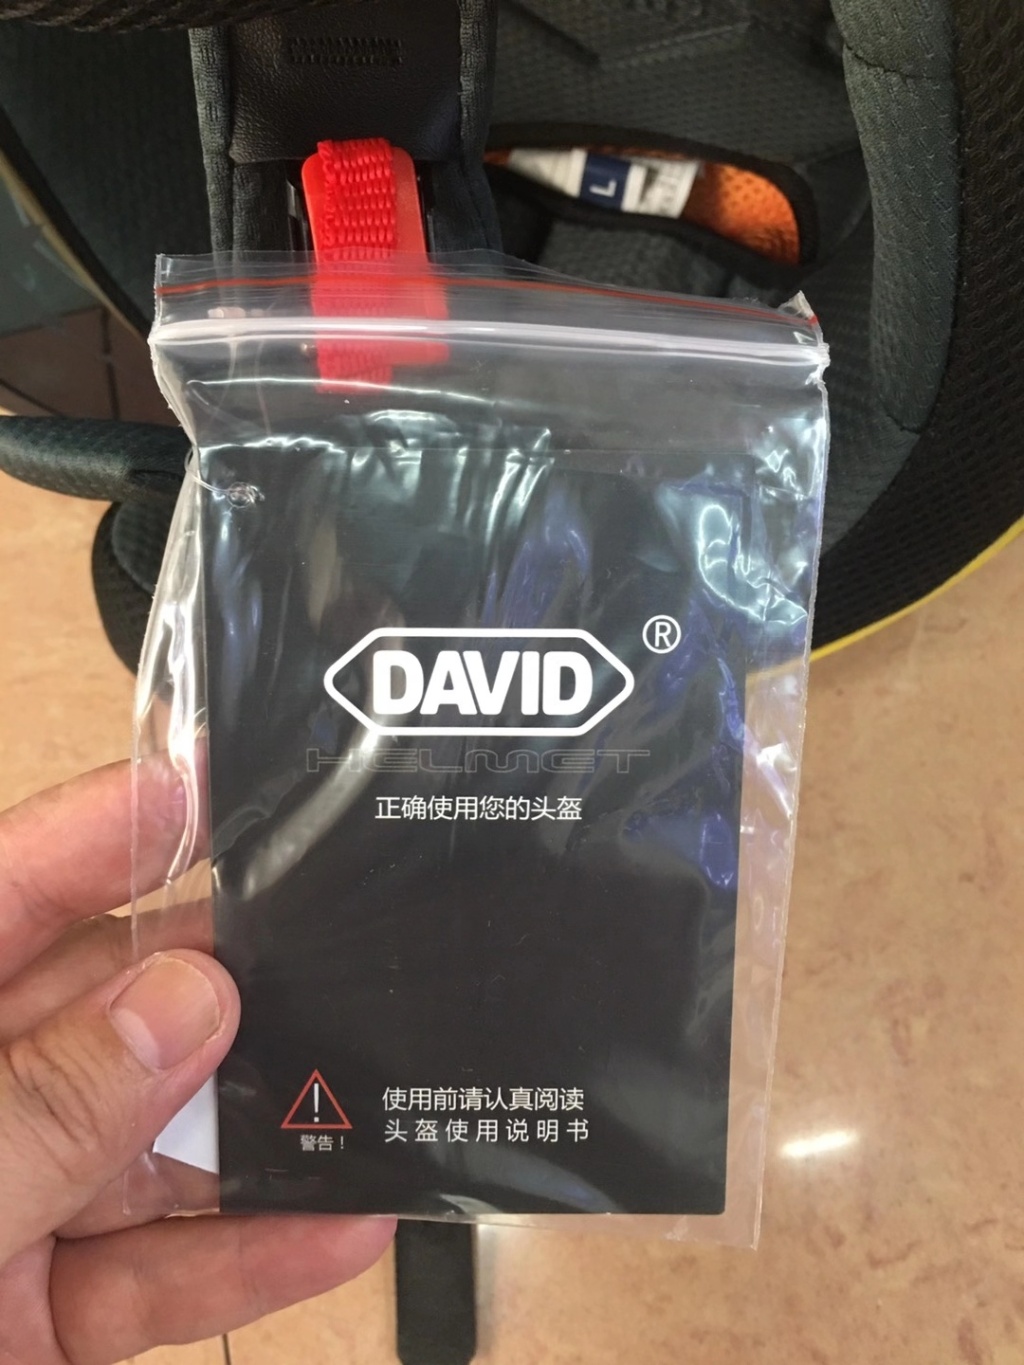 L
DAVID®
HELMET
正确使用您的头盔
使用前请认真阅读
头盔使用说明书
警告！